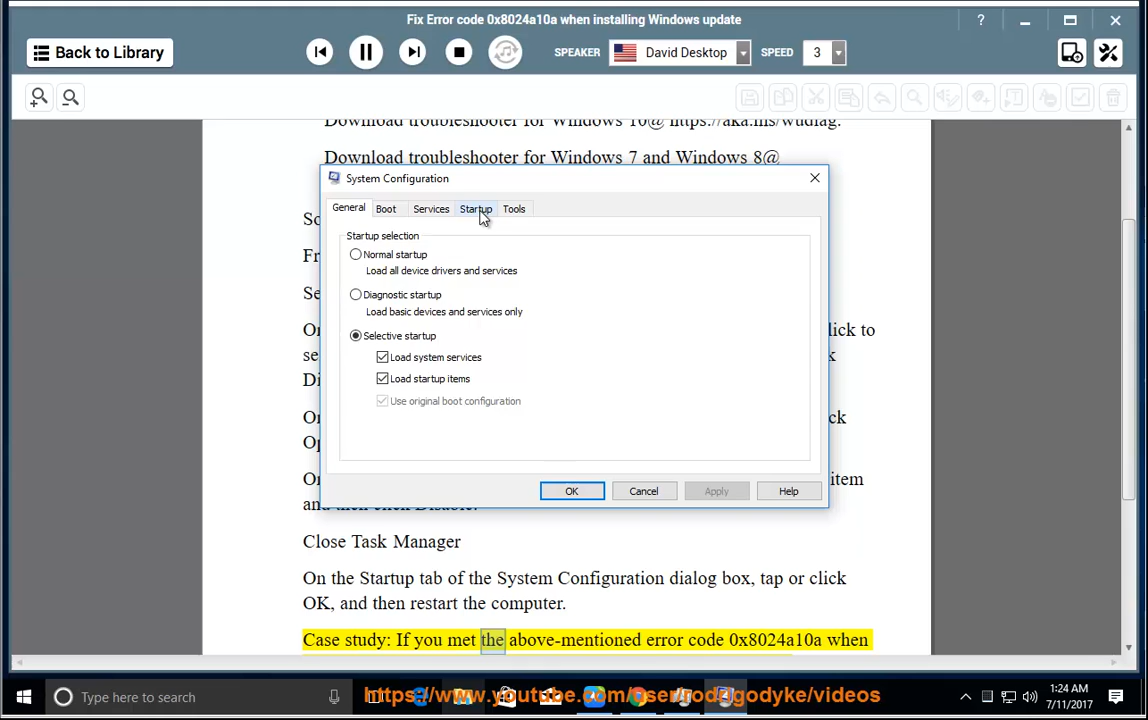 Fix Error code 0x8024a10a when installing Windows update
Back to Library
SPEAKER
David Desktop
SPEED
3
Download troubleshooter for Windows 10@ https://aka.ms/wudiag.
Download troubleshooter for Windows 7 and Windows 8@
System Configuration
General
Boot
Services
Startup
Tools
Startup selection
Normal startup
Load all device drivers and services
Diagnostic startup
Load basic devices and services only
Selective startup
Load system services
Load startup items
Use original boot configuration
OK
Cancel
Apply
Help
lick to
item
and then click Disable.
Close Task Manager
On the Startup tab of the System Configuration dialog box, tap or click
OK, and then restart the computer.
Case study: If you met the above-mentioned error code 0x8024a10a when
Type here to search
1:24 AM
7/11/2017